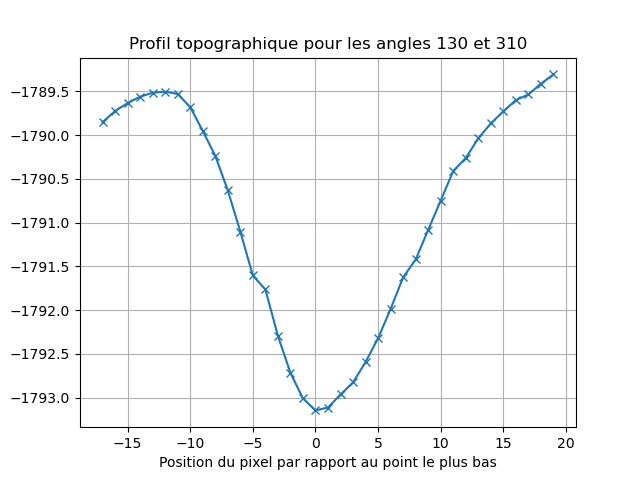 Profil topographique pour les angles 130 et 310
−1789.5
−1790.0
−1790.5
−1791.0
−1791.5
−1792.0
−1792.5
−1793.0
−15 −10 −5 0 5 10 15 20
Position du pixel par rapport au point le plus bas